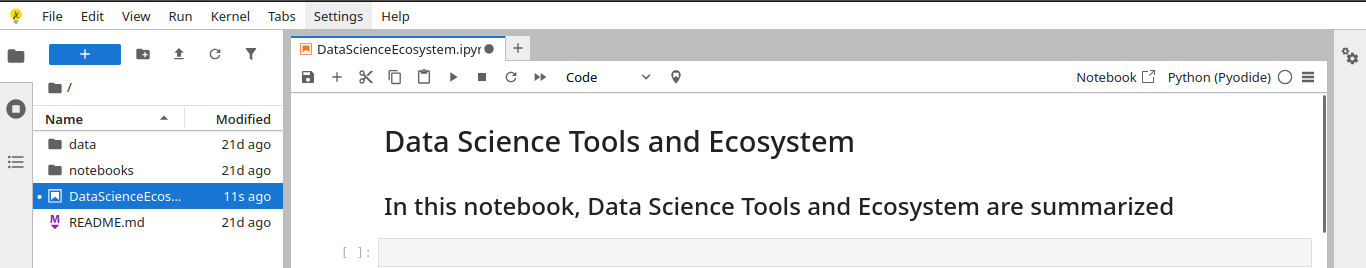 File Edit View Run Kernel Tabs Settings Help
DataScienceEcosystem.ipyn
Code
Notebook Python (Pyodide)
/
Name Modified
data 21d ago
notebooks 21d ago
DataScienceEcos... 11s ago
README.md 21d ago
Data Science Tools and Ecosystem
In this notebook, Data Science Tools and Ecosystem are summarized
[ ]: